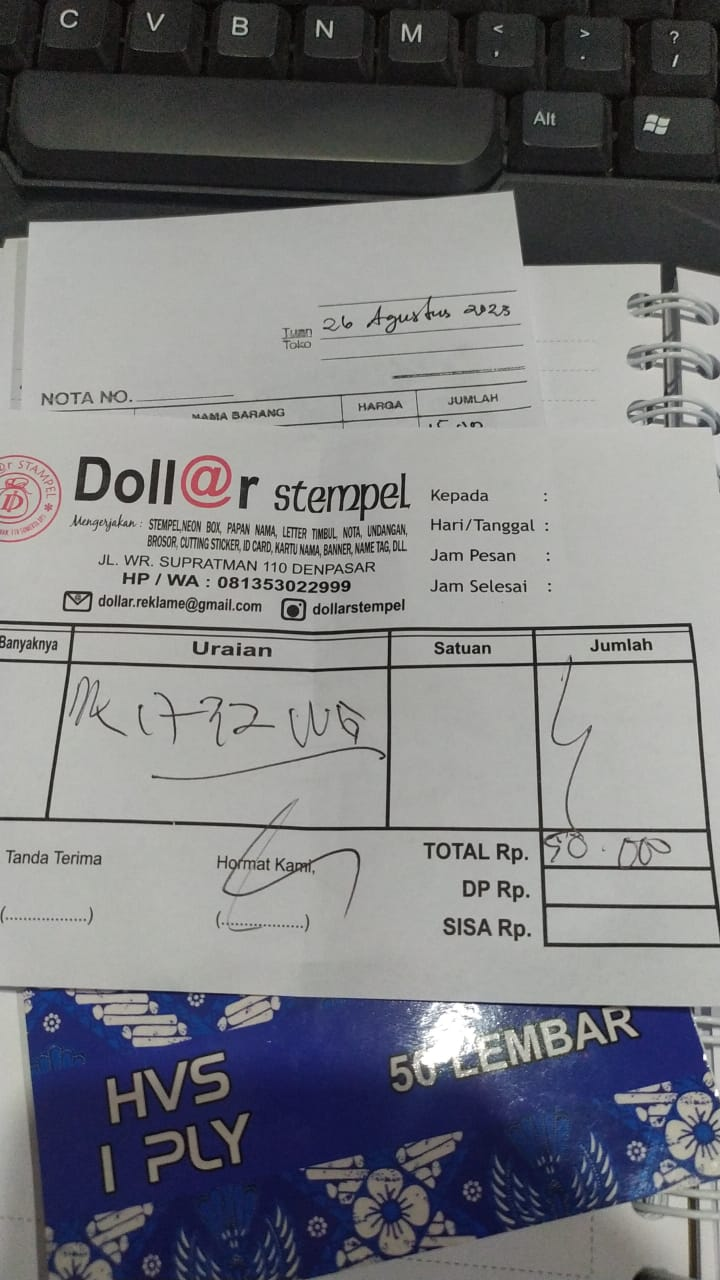 C V B N M < , > . ? /
Alt
26 Agustus 2023
Tuan
Toko
NOTA NO.
NAMA BARANG HARGA JUMLAH
Doll@r stempel
STAMPEL
Mengerjakan : STEMPEL,NEON BOX, PAPAN NAMA, LETTER TIMBUL, NOTA, UNDANGAN,
BROSOR, CUTTING STICKER, ID CARD, KARTU NAMA, BANNER, NAME TAG, DLL.
JL. WR. SUPRATMAN 110 DENPASAR
HP / WA : 081353022999
dollar.reklame@gmail.com dollarstempel
Kepada :
Hari/Tanggal :
Jam Pesan :
Jam Selesai :
Banyaknya Uraian Satuan Jumlah
TOTAL Rp. 50.000
DP Rp.
SISA Rp.
Tanda Terima
(..................)
Hormat Kami,
(..................)
HVS
1 PLY
50 LEMBAR